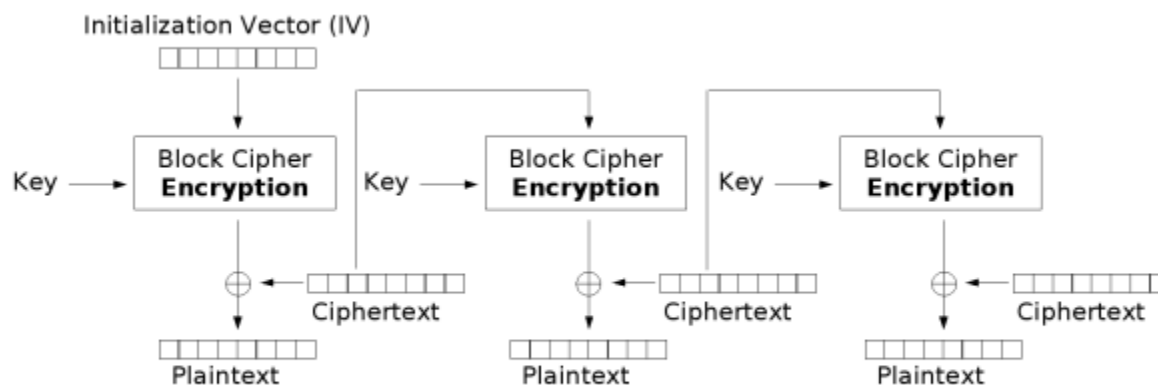 Initialization Vector (IV)
Key
Block Cipher
Encryption
Key
Block Cipher
Encryption
Key
Block Cipher
Encryption
Ciphertext
Ciphertext
Ciphertext
Plaintext
Plaintext
Plaintext